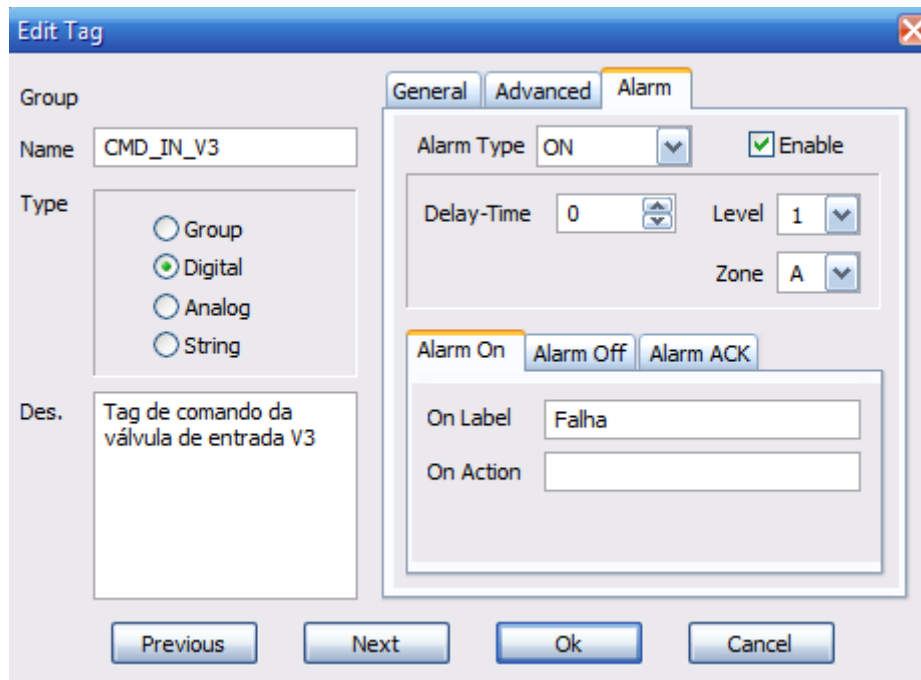 Edit Tag
Group
Name CMD_IN_V3
Type
Group
Digital
Analog
String
Des. Tag de comando da
válvula de entrada V3
General Advanced Alarm
Alarm Type ON Enable
Delay-Time 0 Level 1
Zone A
Alarm On Alarm Off Alarm ACK
On Label Falha
On Action
Previous Next Ok Cancel